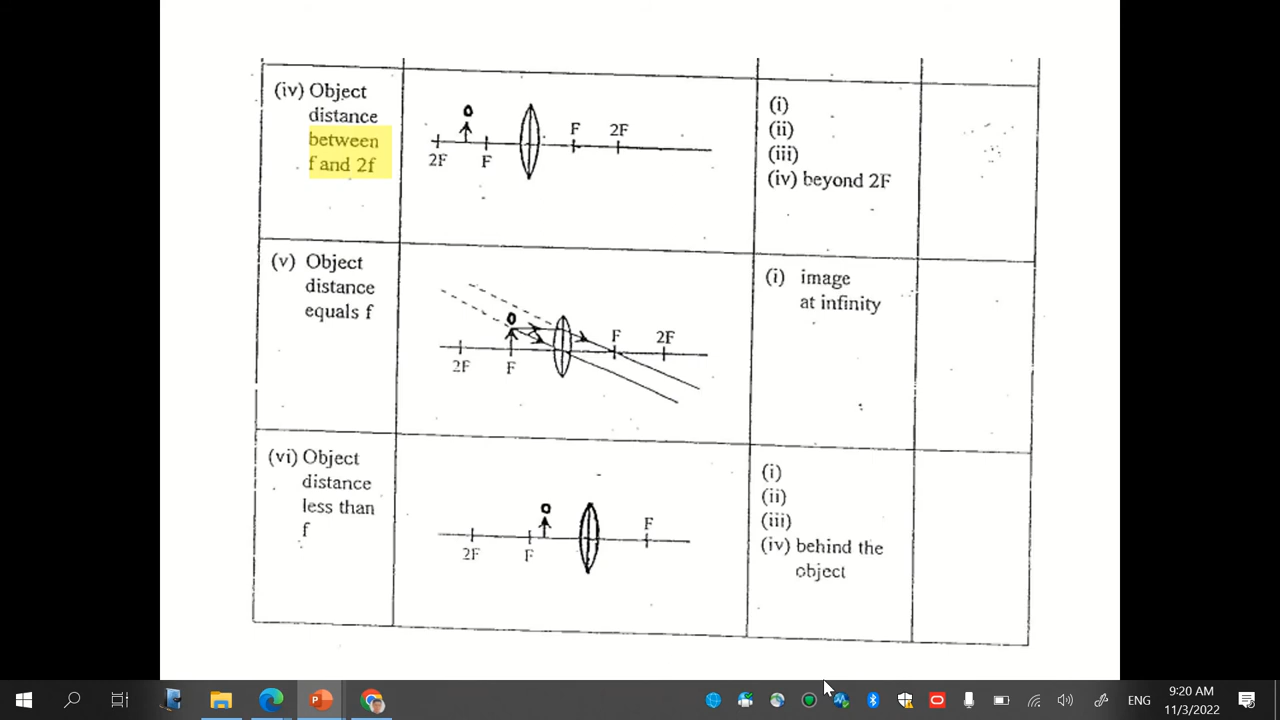 (iv) Object
distance
between
f and 2f
O
2F
F
F
2F
(i)
(ii)
(iii)
(iv) beyond 2F
(v) Object
distance
equals f
O
2F
F
F
2F
(i) image
at infinity
(vi) Object
distance
less than
f
O
2F
F
F
(i)
(ii)
(iii)
(iv) behind the
object
ENG
9:20 AM
11/3/2022